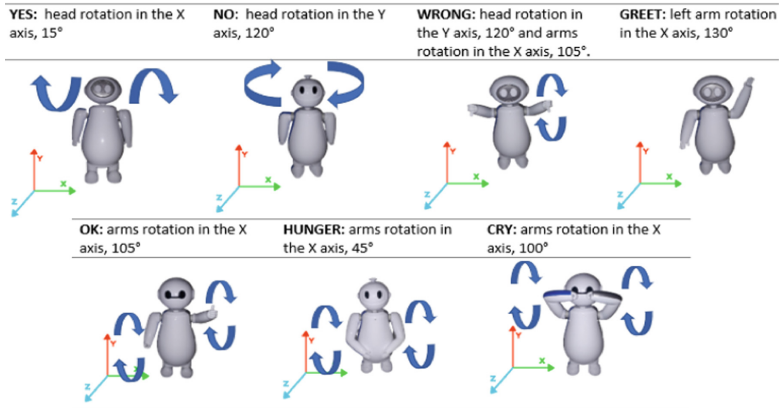 YES: head rotation in the X
axis, 15°
NO: head rotation in the Y
axis, 120°
WRONG: head rotation in
the Y axis, 120° and arms
rotation in the X axis, 105°.
GREET: left arm rotation
in the X axis, 130°
Y
X
Z
Y
X
Z
Y
X
Z
Y
X
Z
OK: arms rotation in the X
axis, 105°
HUNGER: arms rotation in
the X axis, 45°
CRY: arms rotation in the X
axis, 100°
Y
X
Z
Y
X
Z
Y
X
Z